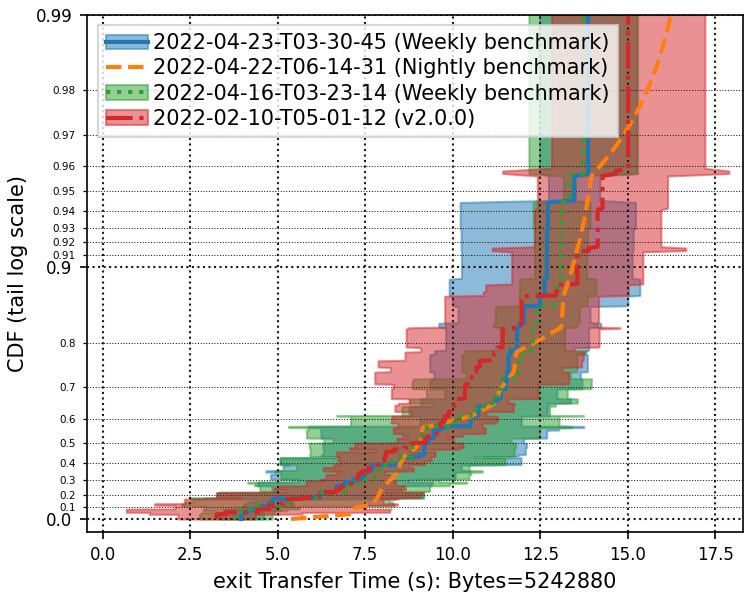 0.99
2022-04-23-T03-30-45 (Weekly benchmark)
2022-04-22-T06-14-31 (Nightly benchmark)
2022-04-16-T03-23-14 (Weekly benchmark)
2022-02-10-T05-01-12 (v2.0.0)
0.98
0.97
0.96
0.95
0.94
0.93
0.92
0.91
0.9
0.8
0.7
0.6
0.5
0.4
0.3
0.2
0.1
0.0
CDF (tail log scale)
0.0 2.5 5.0 7.5 10.0 12.5 15.0 17.5
exit Transfer Time (s): Bytes=5242880